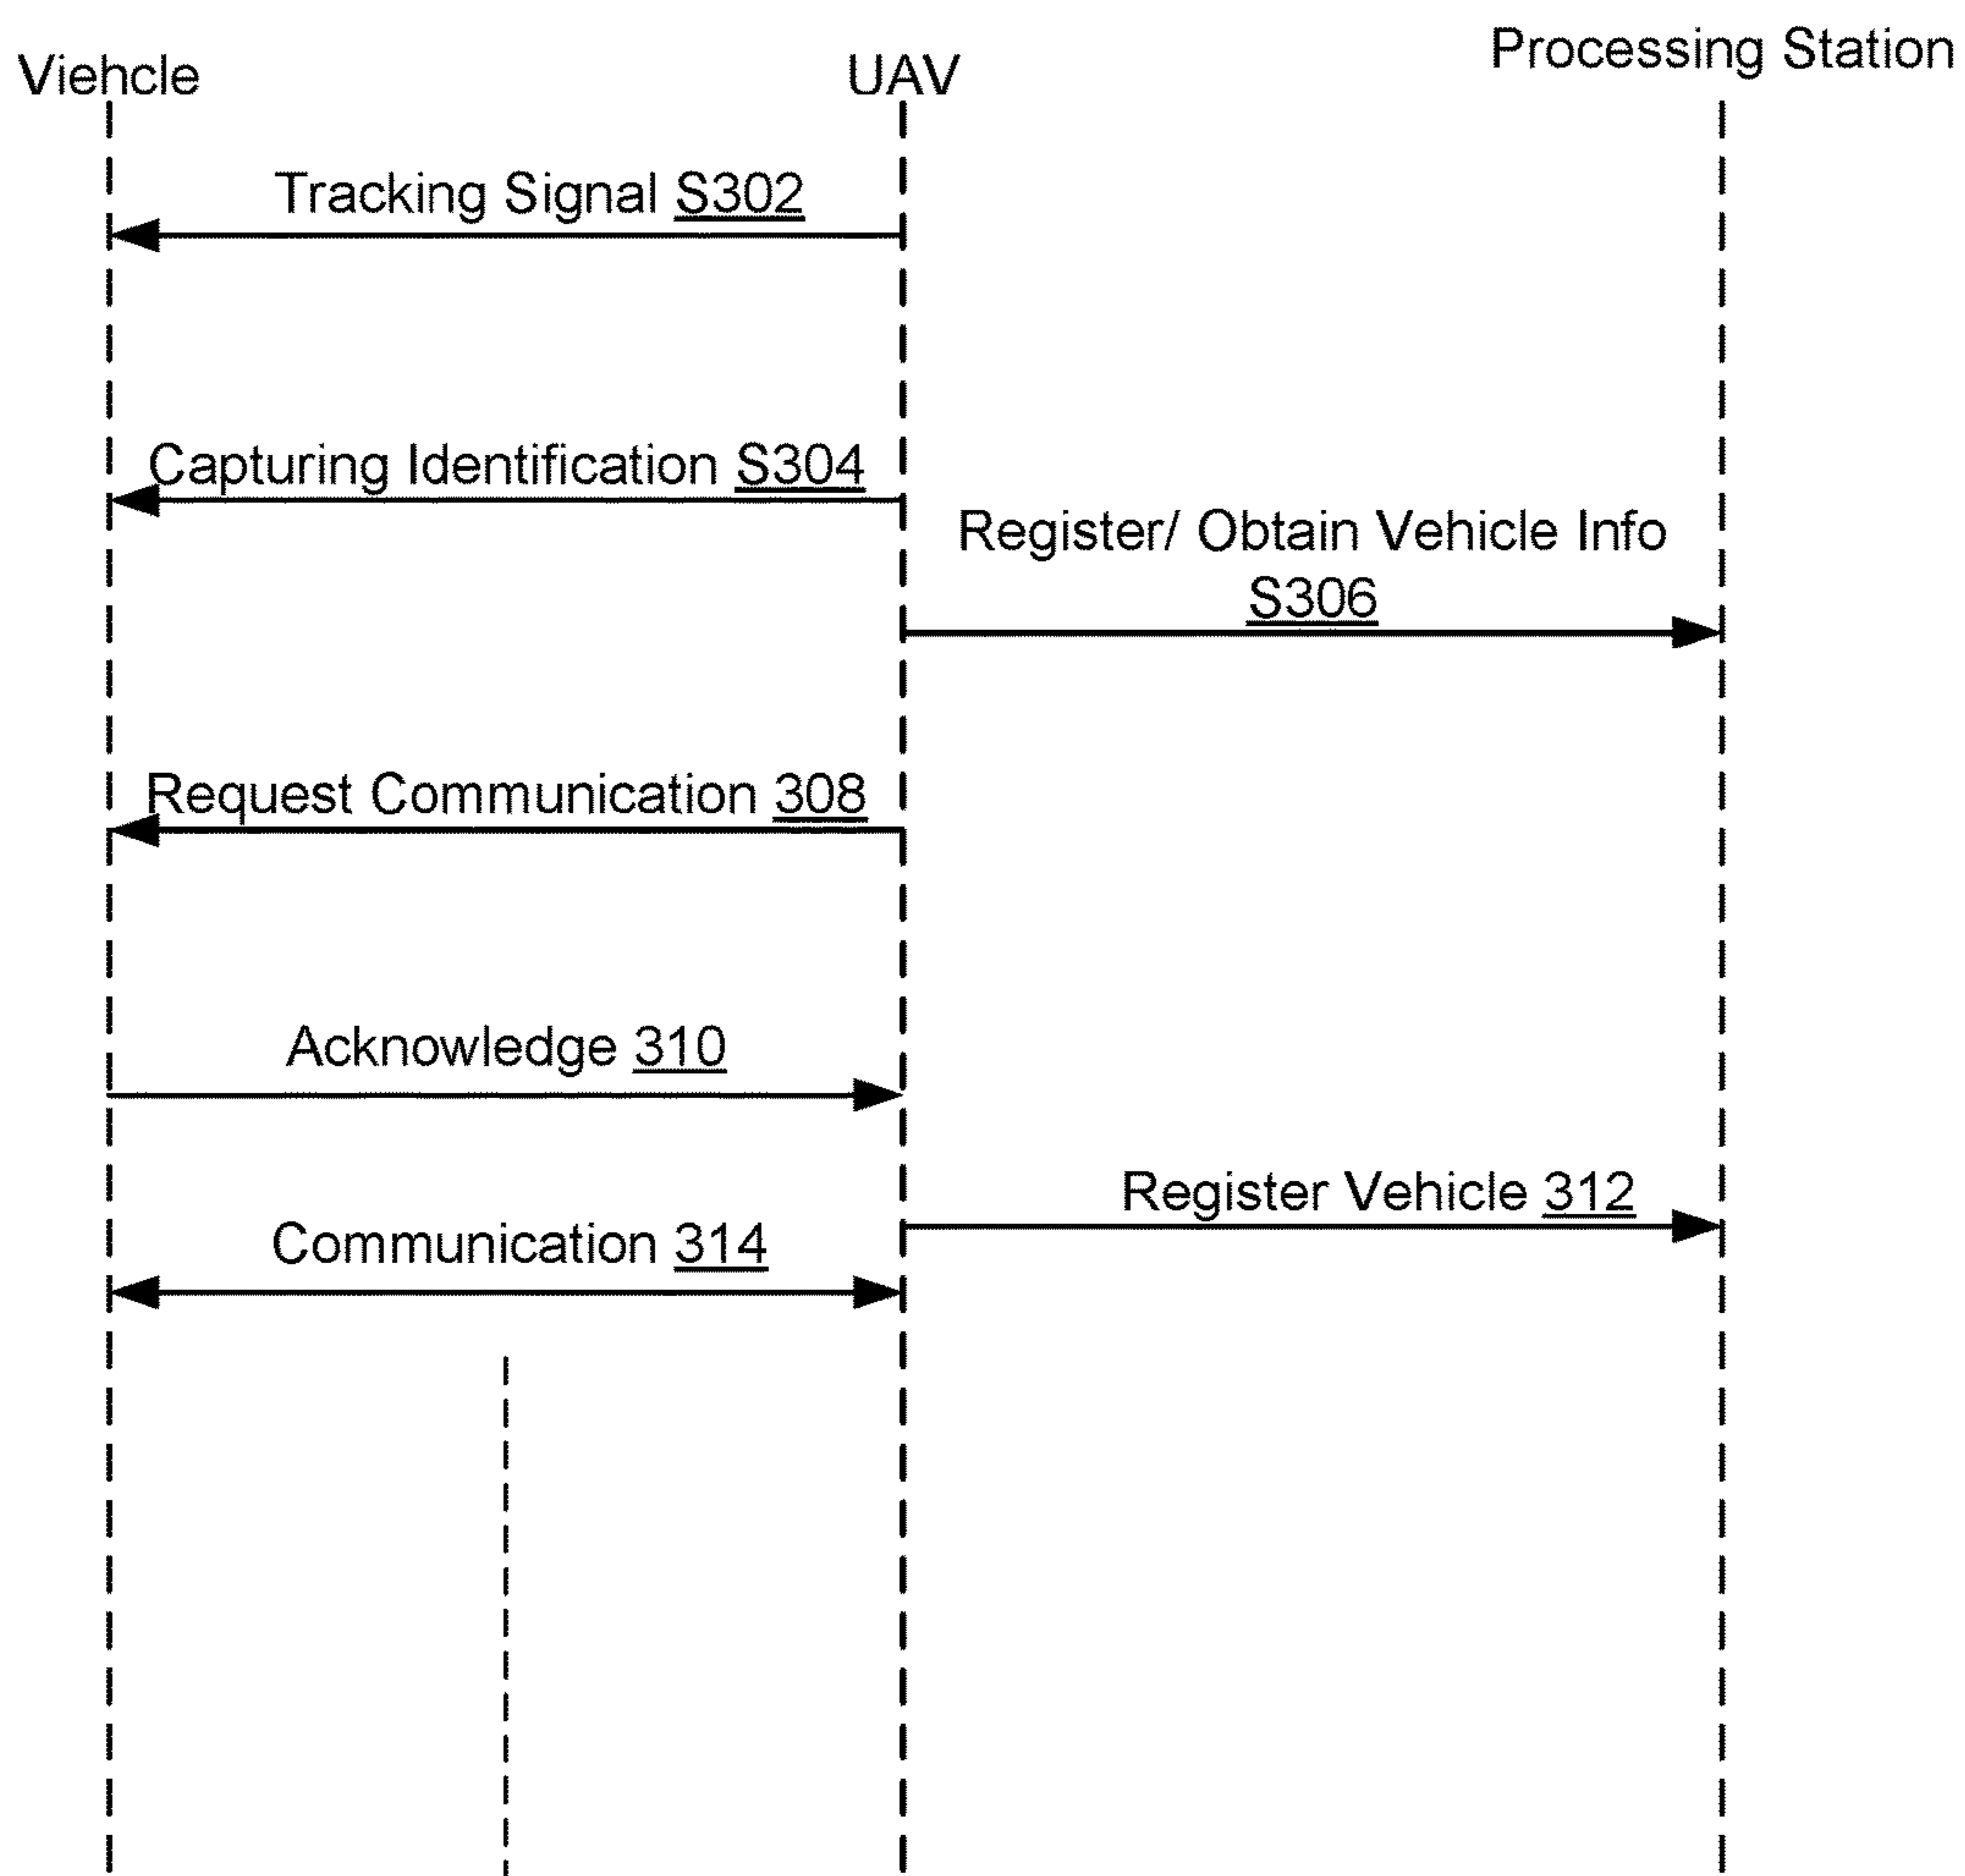 Viehcle
UAV
Processing Station
Tracking Signal S302
Capturing Identification S304
Register/ Obtain Vehicle Info
S306
Request Communication 308
Acknowledge 310
Register Vehicle 312
Communication 314